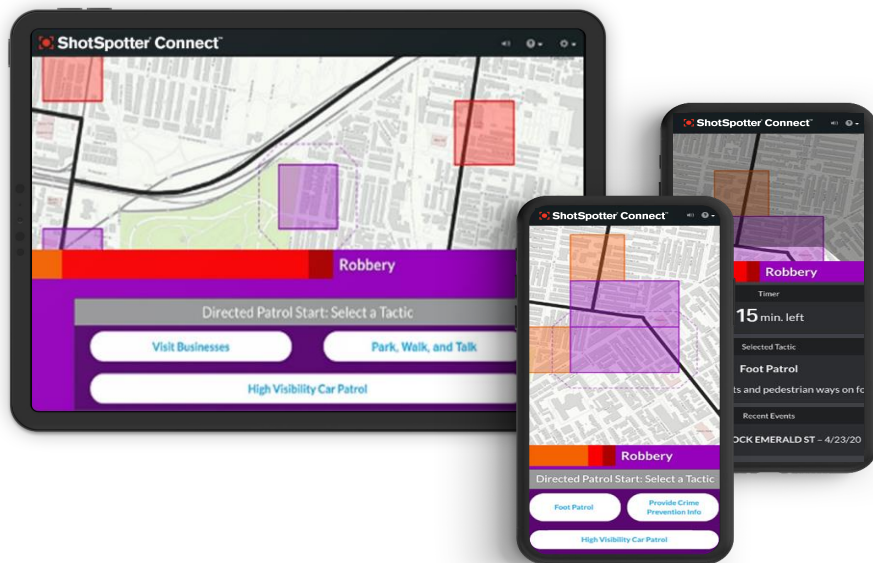 ShotSpotter Connect™
Robbery
Directed Patrol Start: Select a Tactic
Visit Businesses
Park, Walk, and Talk
High Visibility Car Patrol
ShotSpotter Connect™
Robbery
Directed Patrol Start: Select a Tactic
Foot Patrol
Provide Crime
Prevention Info
High Visibility Car Patrol
ShotSpotter Connect™
Robbery
Timer
15 min. left
Selected Tactic
Foot Patrol
ts and pedestrian ways on fo
Recent Events
OCK EMERALD ST – 4/23/20